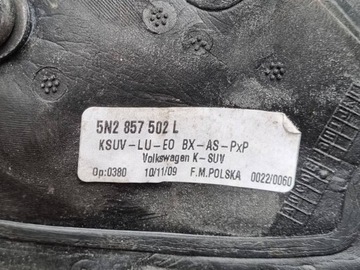 5N2 857 502 L
KSUV-LU-EO BX-AS-PxP
Volkswagen K-SUV
Op:0380 10/11/09 F.M.POLSKA 0022/0060